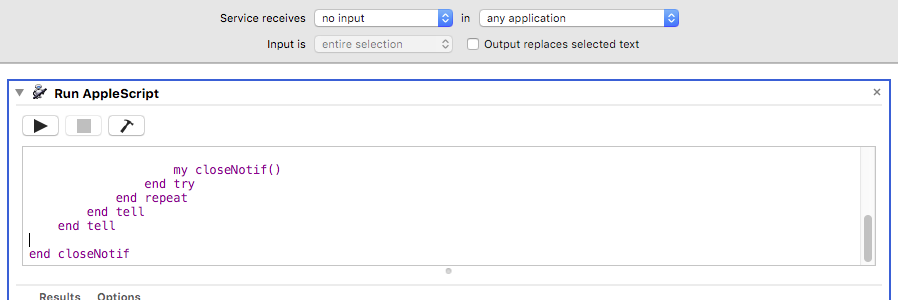 Service receives no input in any application
Input is entire selection Output replaces selected text
Run AppleScript
my closeNotif()
end try
end repeat
end tell
end tell
end closeNotif
Results Options